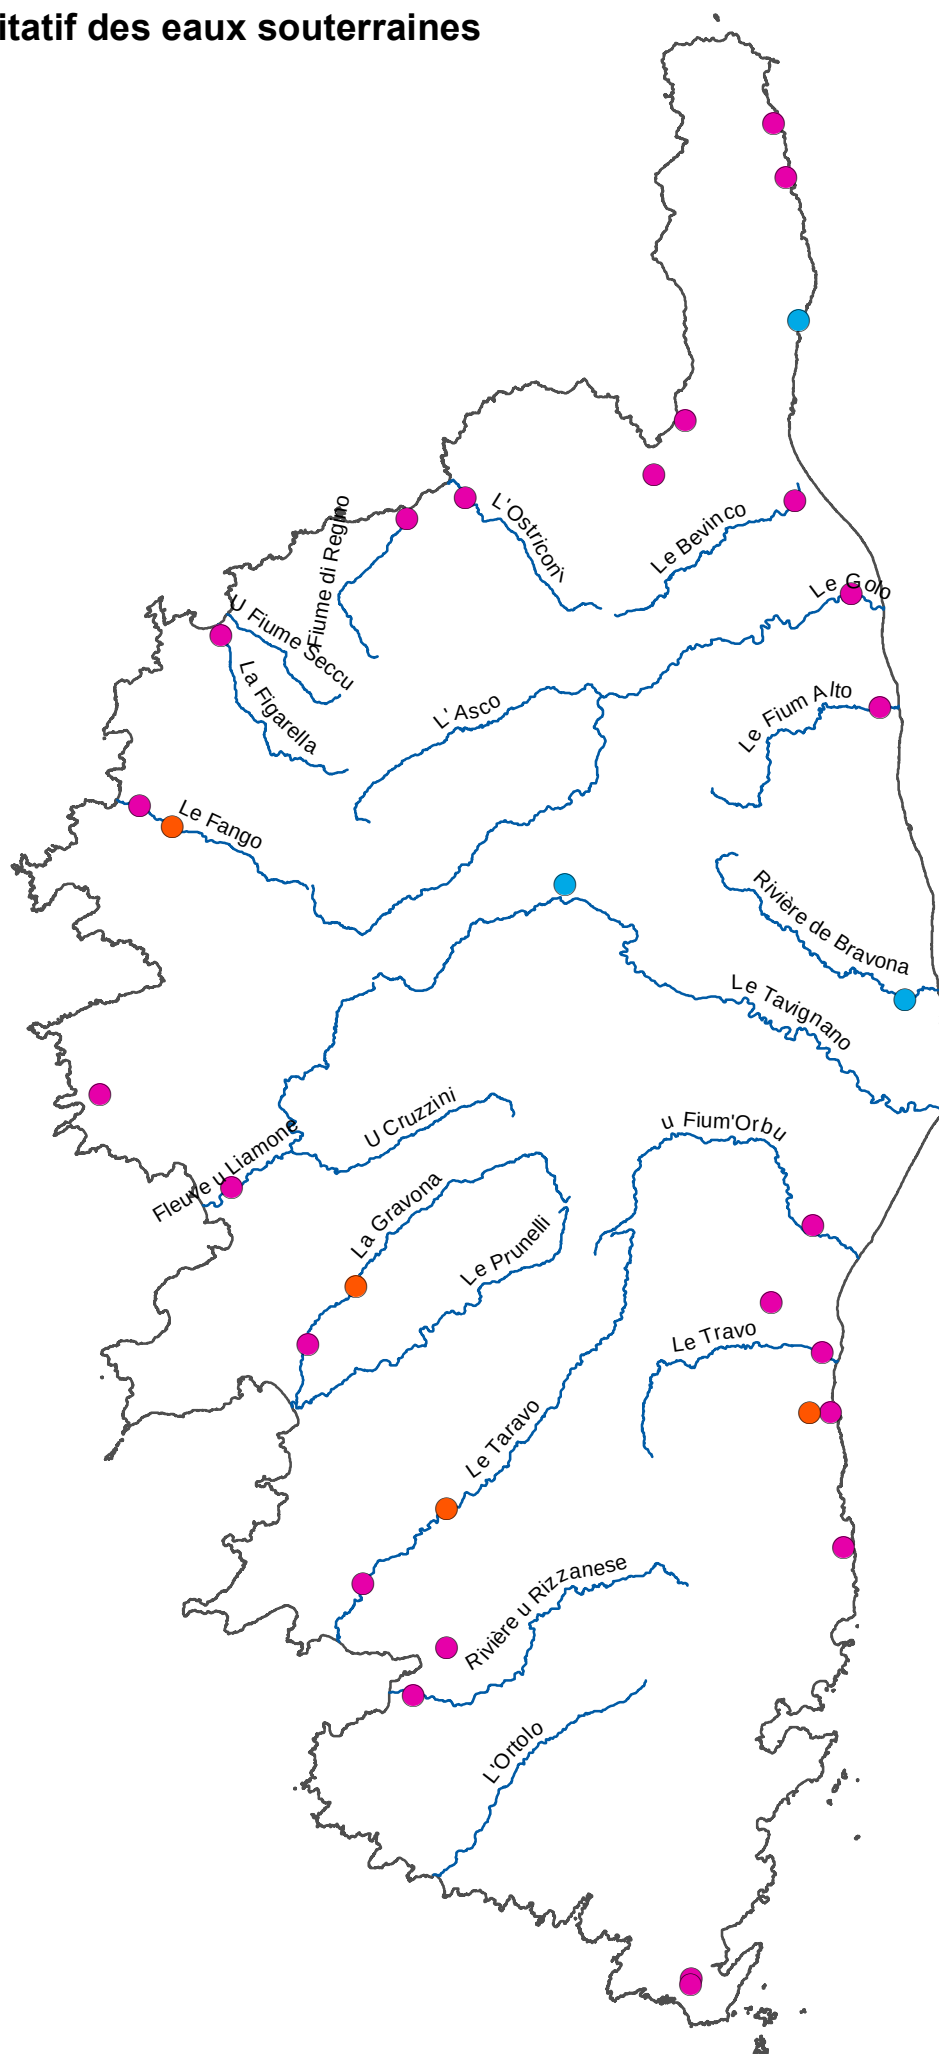 itatif des eaux souterraines
L'Ostriconi
Fiume di Regino
Le Bevinco
Le Golo
U Fiume Seccu
La Figarella
L'Asco
Le Fium Alto
Le Fango
Rivière de Bravona
Le Tavignano
U Cruzzini
u Fium'Orbu
Fleuve u Liamone
La Gravona
Le Prunelli
Le Travo
Le Taravo
Rivière u Rizzanese
L'Ortolo